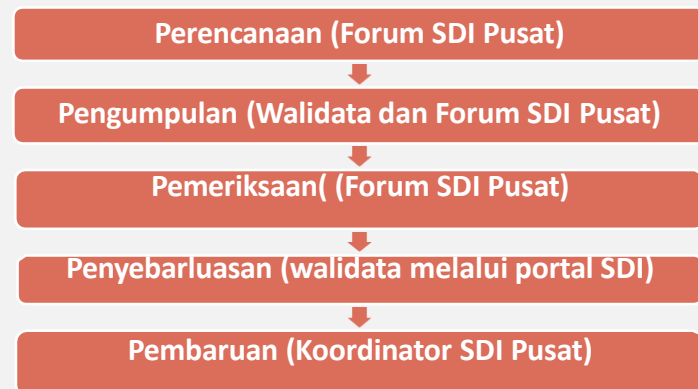 Perencanaan (Forum SDI Pusat)
Pengumpulan (Walidata dan Forum SDI Pusat)
Pemeriksaan( (Forum SDI Pusat)
Penyebarluasan (walidata melalui portal SDI)
Pembaruan (Koordinator SDI Pusat)